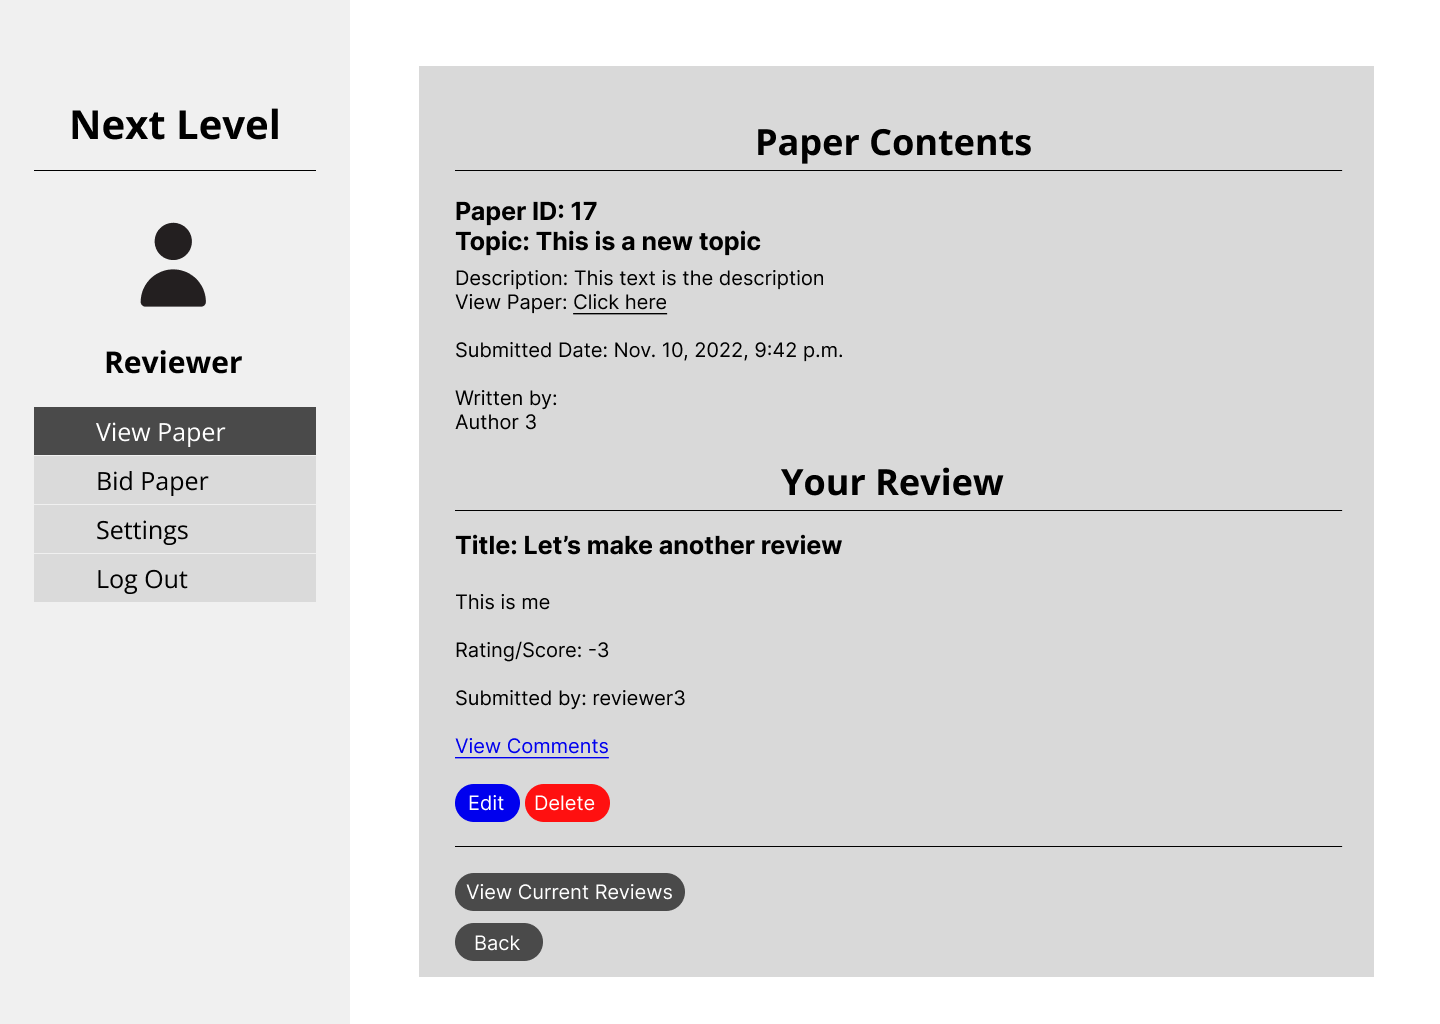 Next Level
Reviewer
View Paper
Bid Paper
Settings
Log Out
Paper Contents
Paper ID: 17
Topic: This is a new topic
Description: This text is the description
View Paper: Click here
Submitted Date: Nov. 10, 2022, 9:42 p.m.
Written by:
Author 3
Your Review
Title: Let’s make another review
This is me
Rating/Score: -3
Submitted by: reviewer3
View Comments
Edit Delete
View Current Reviews
Back